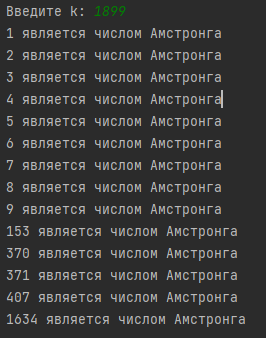 Введите k: 1899
1 является числом Амстронга
2 является числом Амстронга
3 является числом Амстронга
4 является числом Амстронга
5 является числом Амстронга
6 является числом Амстронга
7 является числом Амстронга
8 является числом Амстронга
9 является числом Амстронга
153 является числом Амстронга
370 является числом Амстронга
371 является числом Амстронга
407 является числом Амстронга
1634 является числом Амстронга